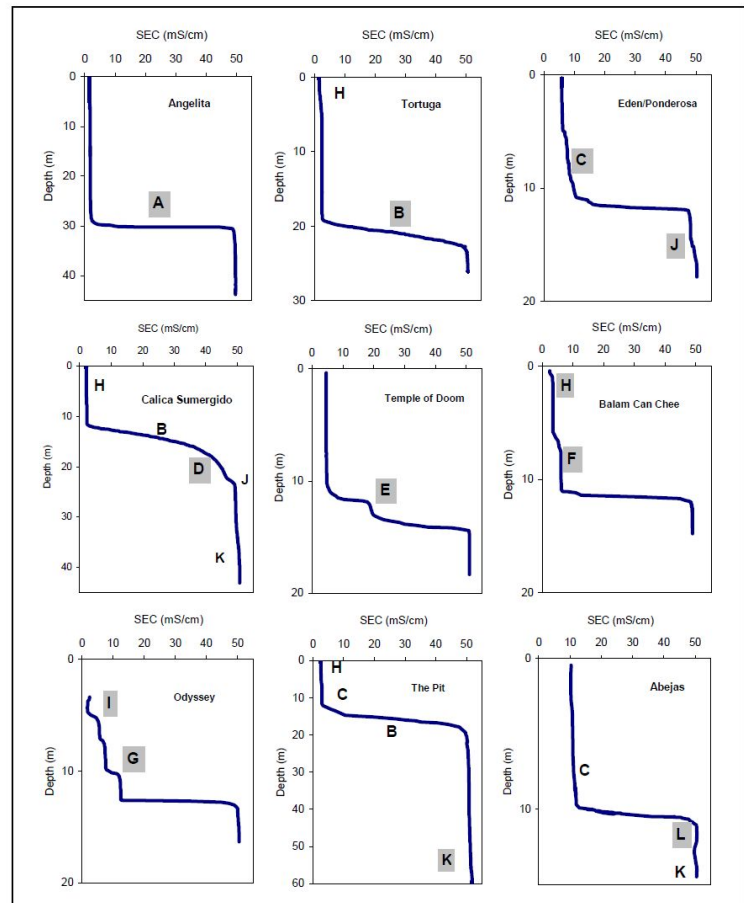 SEC (mS/cm)
0 10 20 30 40 50
0
10
20
30
40
Depth (m)
Angelita
A
SEC (mS/cm)
0 10 20 30 40 50
0
10
20
30
Depth (m)
H
Tortuga
B
SEC (mS/cm)
0 10 20 30 40 50
0
10
20
Depth (m)
Eden/Ponderosa
C
J
SEC (mS/cm)
0 10 20 30 40 50
0
10
20
30
40
Depth (m)
H
Calica Sumergido
B
D
J
K
SEC (mS/cm)
0 10 20 30 40 50
0
10
20
Depth (m)
Temple of Doom
E
SEC (mS/cm)
0 10 20 30 40 50
0
10
20
Depth (m)
H
Balam Can Chee
F
SEC (mS/cm)
0 10 20 30 40 50
0
10
20
Depth (m)
I
Odyssey
G
SEC (mS/cm)
0 10 20 30 40 50
0
10
20
30
40
50
60
Depth (m)
H
C
The Pit
B
K
SEC (mS/cm)
0 10 20 30 40 50
0
10
Depth (m)
Abejas
C
L
K